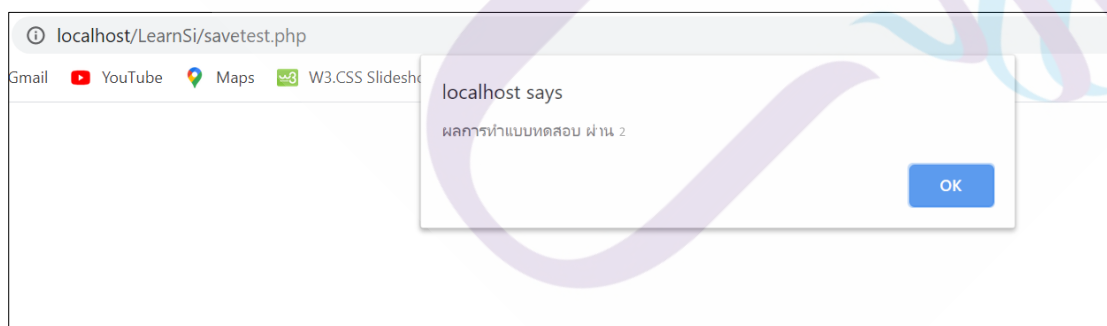 localhost/LearnSi/savetest.php
Gmail YouTube Maps W3.CSS Slidesho
localhost says
ผลการทำแบบทดสอบ ผ่าน 2
OK